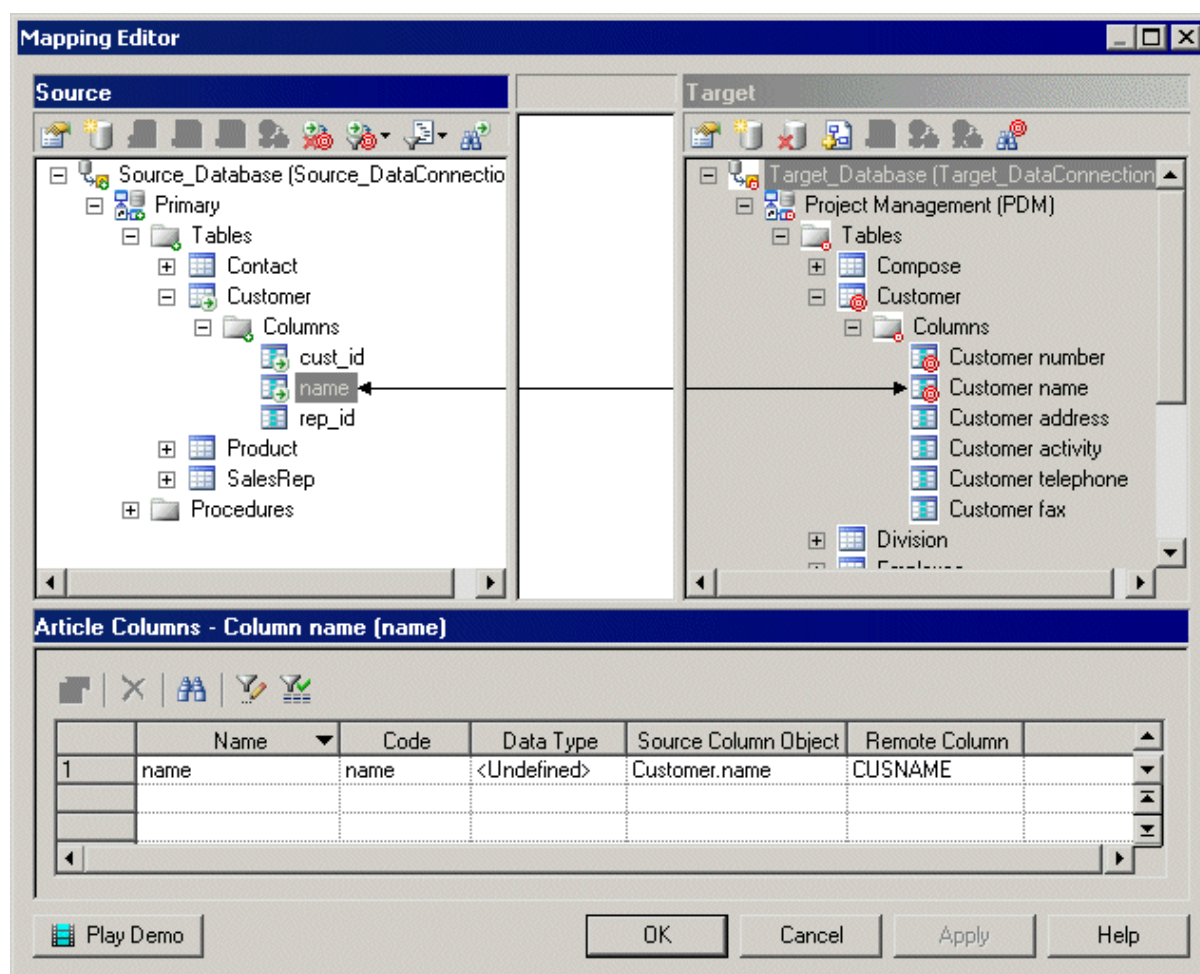 Mapping Editor
Source
Target
Source_Database (Source_DataConnectio
Primary
Tables
Contact
Customer
Columns
cust_id
name
rep_id
Product
SalesRep
Procedures
Target_Database (Target_DataConnection
Project Management (PDM)
Tables
Compose
Customer
Columns
Customer number
Customer name
Customer address
Customer activity
Customer telephone
Customer fax
Division
Article Columns - Column name (name)
Name Code Data Type Source Column Object Remote Column
1 name name <Undefined> Customer.name CUSNAME
Play Demo OK Cancel Apply Help